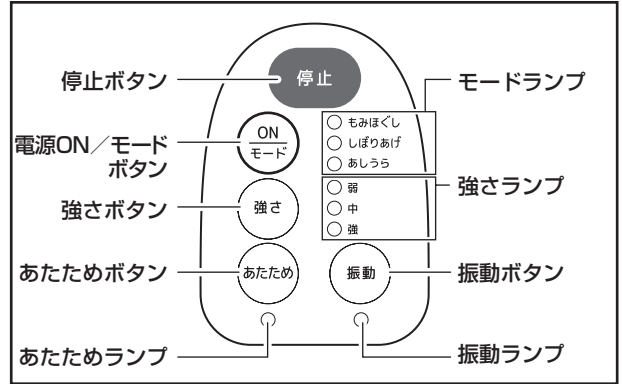 停止ボタン
電源ON／モード
ボタン
強さボタン
あたためボタン
あたためランプ
停止
ON
モード
強さ
あたため
振動
もみほぐし
しぼりあげ
あしうら
弱
中
強
モードランプ
強さランプ
振動ボタン
振動ランプ